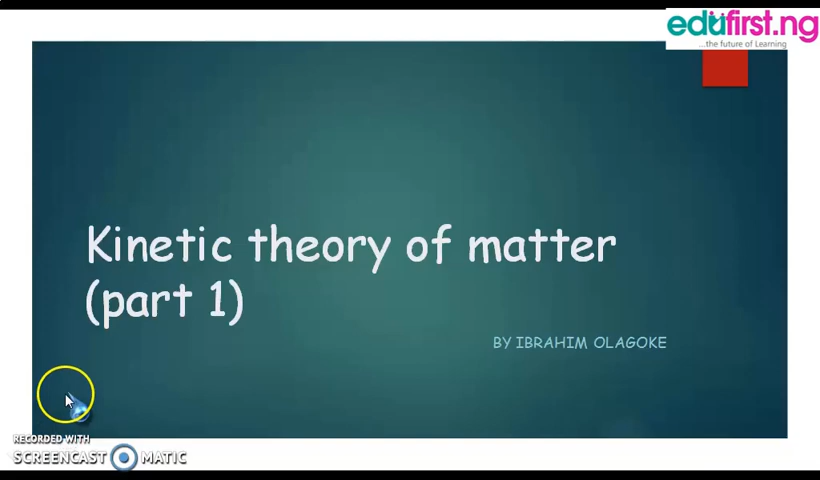 edufirst.ng
...the future of Learning
Kinetic theory of matter
(part 1)
BY IBRAHIM OLAGOKE
RECORDED WITH
SCREENCAST MATIC